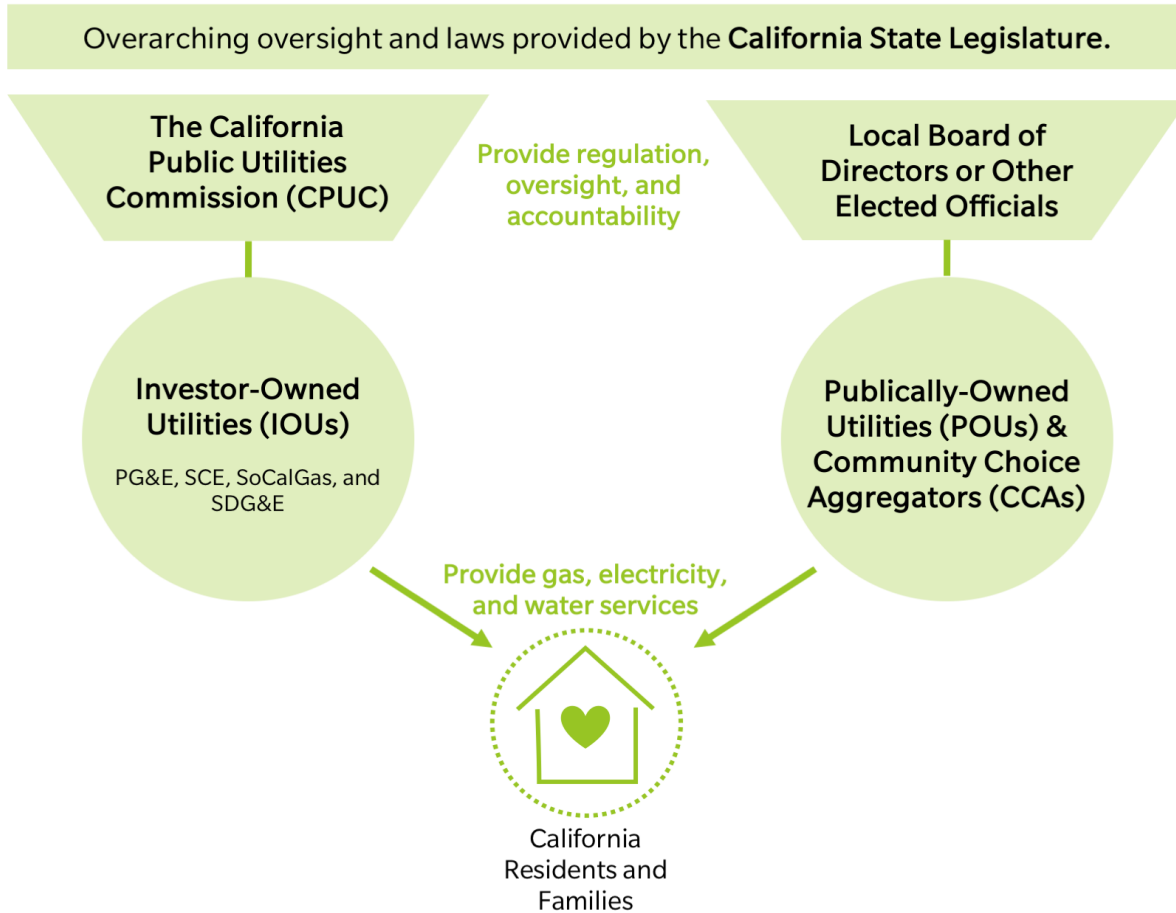 Overarching oversight and laws provided by the California State Legislature.
The California
Public Utilities
Commission (CPUC)
Provide regulation,
oversight, and
accountability
Local Board of
Directors or Other
Elected Officials
Investor-Owned
Utilities (IOUs)
PG&E, SCE, SoCalGas, and
SDG&E
Publically-Owned
Utilities (POUs) &
Community Choice
Aggregators (CCAs)
Provide gas, electricity,
and water services
California
Residents and
Families